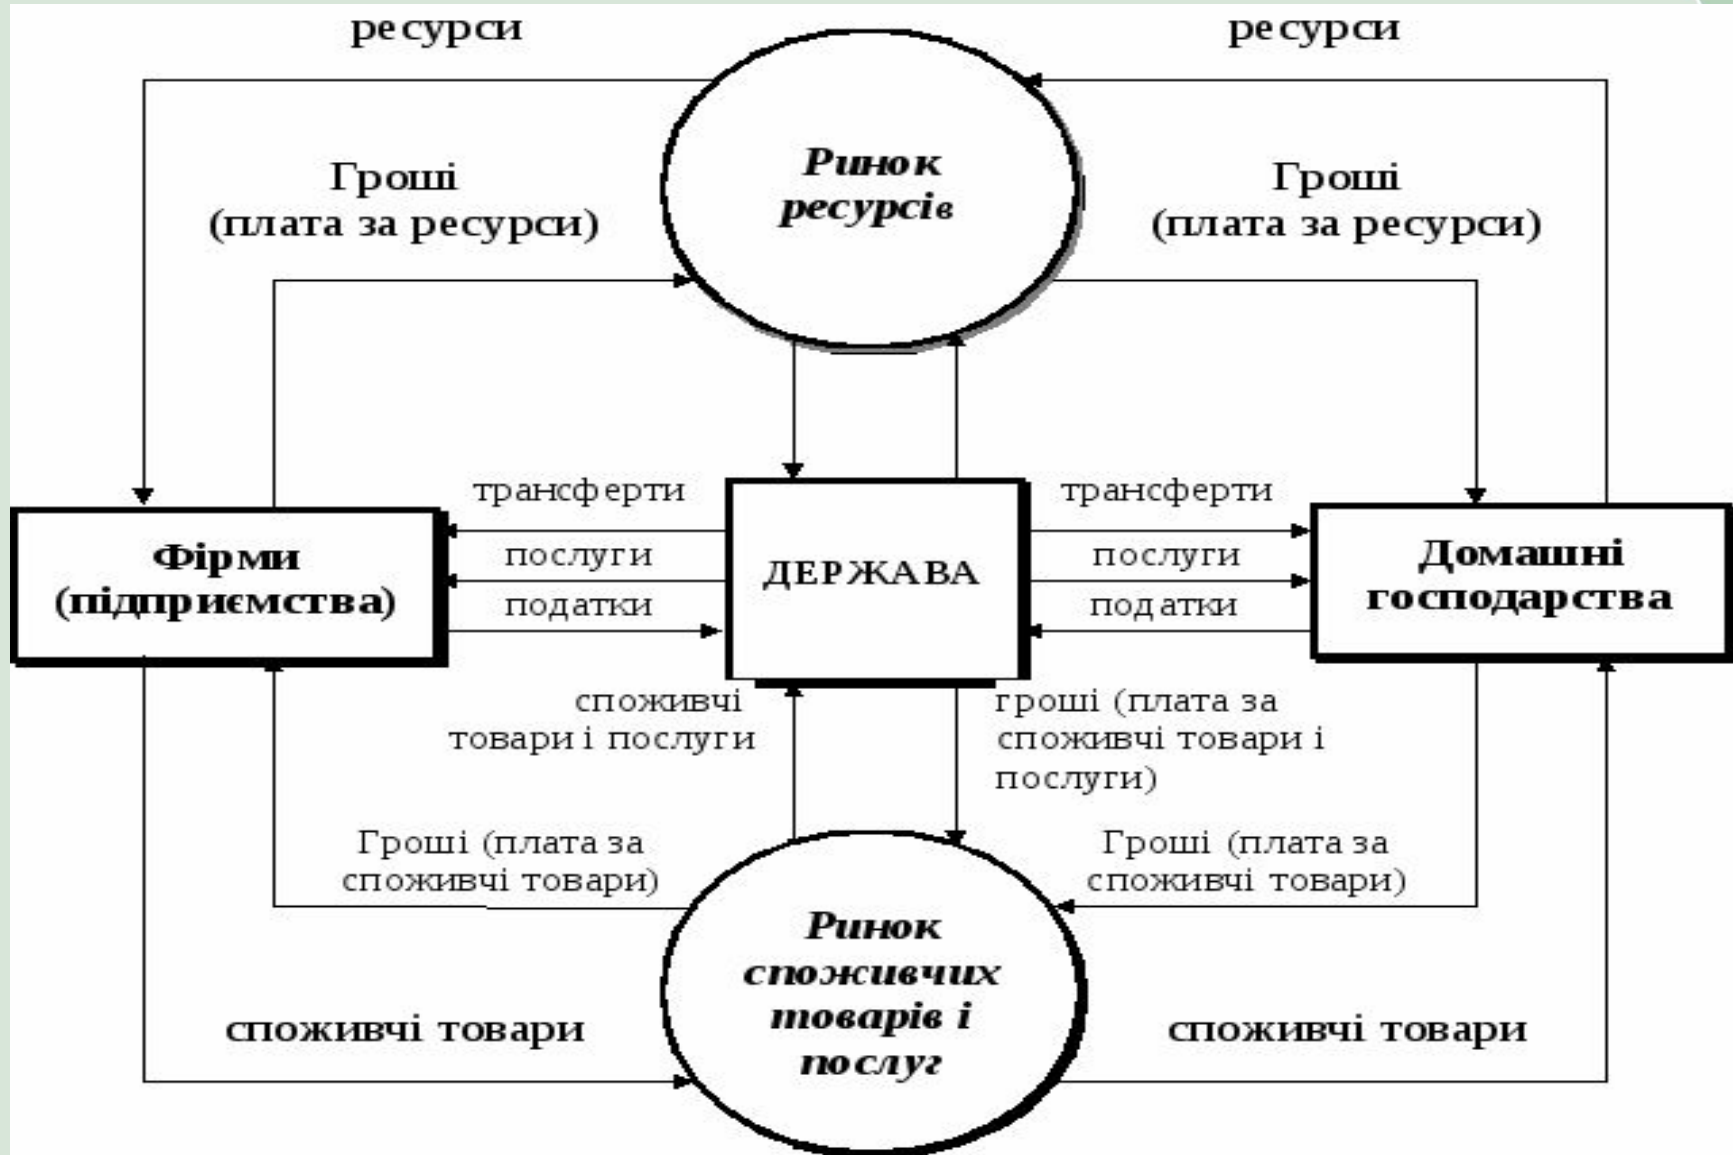 ресурси
ресурси
Ринок
ресурсів
Гроші
(плата за ресурси)
Гроші
(плата за ресурси)
трансферти
послуги
податки
трансферти
послуги
податки
Фірми
(підприємства)
ДЕРЖАВА
Домашні
господарства
споживчі
товари і послуги
гроші (плата за
споживчі товари і
послуги)
Гроші (плата за
споживчі товари)
Гроші (плата за
споживчі товари)
Ринок
споживчих
товарів і
послуг
споживчі товари
споживчі товари